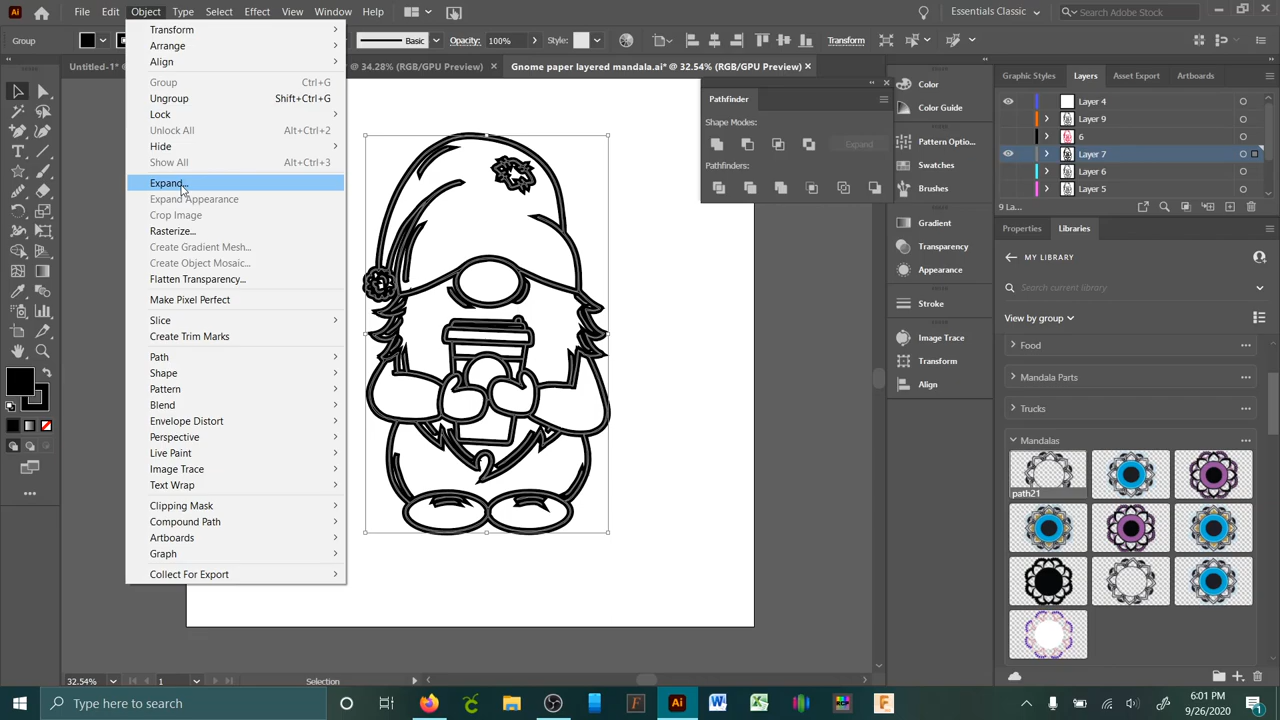 Ai File Edit Object Type Select Effect View Window Help Essentials Classic Search Adobe Stock
Group Basic Opacity: 100% Style: Transform
Untitled-1* @ 34.28% (RGB/GPU Preview) × Gnome paper layered mandala.ai* @ 32.54% (RGB/GPU Preview) ×
Transform
Arrange
Align
Group Ctrl+G
Ungroup Shift+Ctrl+G
Lock
Unlock All Alt+Ctrl+2
Hide
Show All Alt+Ctrl+3
Expand...
Expand Appearance
Crop Image
Rasterize...
Create Gradient Mesh...
Create Object Mosaic...
Flatten Transparency...
Make Pixel Perfect
Slice
Create Trim Marks
Path
Shape
Pattern
Blend
Envelope Distort
Perspective
Live Paint
Image Trace
Text Wrap
Clipping Mask
Compound Path
Artboards
Graph
Collect For Export
Pathfinder
Shape Modes:
Expand
Pathfinders:
Color
Color Guide
Pattern Optio...
Swatches
Brushes
Gradient
Transparency
Appearance
Stroke
Image Trace
Transform
Align
Graphic Styles Layers Asset Export Artboards
Layer 4
Layer 9
6
Layer 7
Layer 6
Layer 5
9 La...
Properties Libraries
MY LIBRARY
Search current library
View by group
Food
Mandala Parts
Trucks
Mandalas
path21
32.54% 1 Selection
Type here to search
6:01 PM
9/26/2020